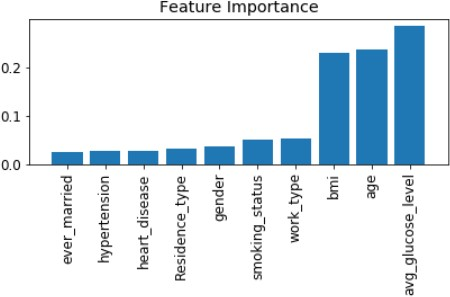 Feature Importance
0.2
0.1
0.0
ever_married
hypertension
heart_disease
Residence_type
gender
smoking_status
work_type
bmi
age
avg_glucose_level